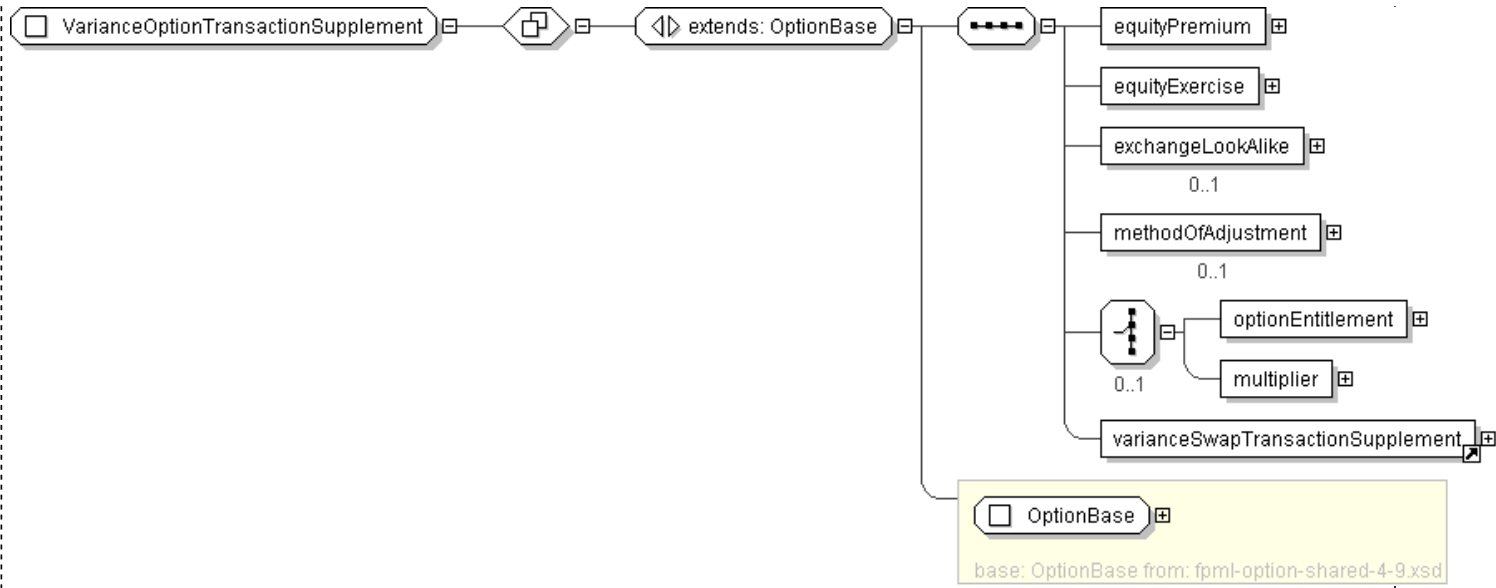 VarianceOptionTransactionSupplement
extends: OptionBase
equityPremium
equityExercise
exchangeLookAlike
0..1
methodOfAdjustment
0..1
optionEntitlement
multiplier
0..1
varianceSwapTransactionSupplement
OptionBase
base: OptionBase from: fpml-option-shared-4-9.xsd